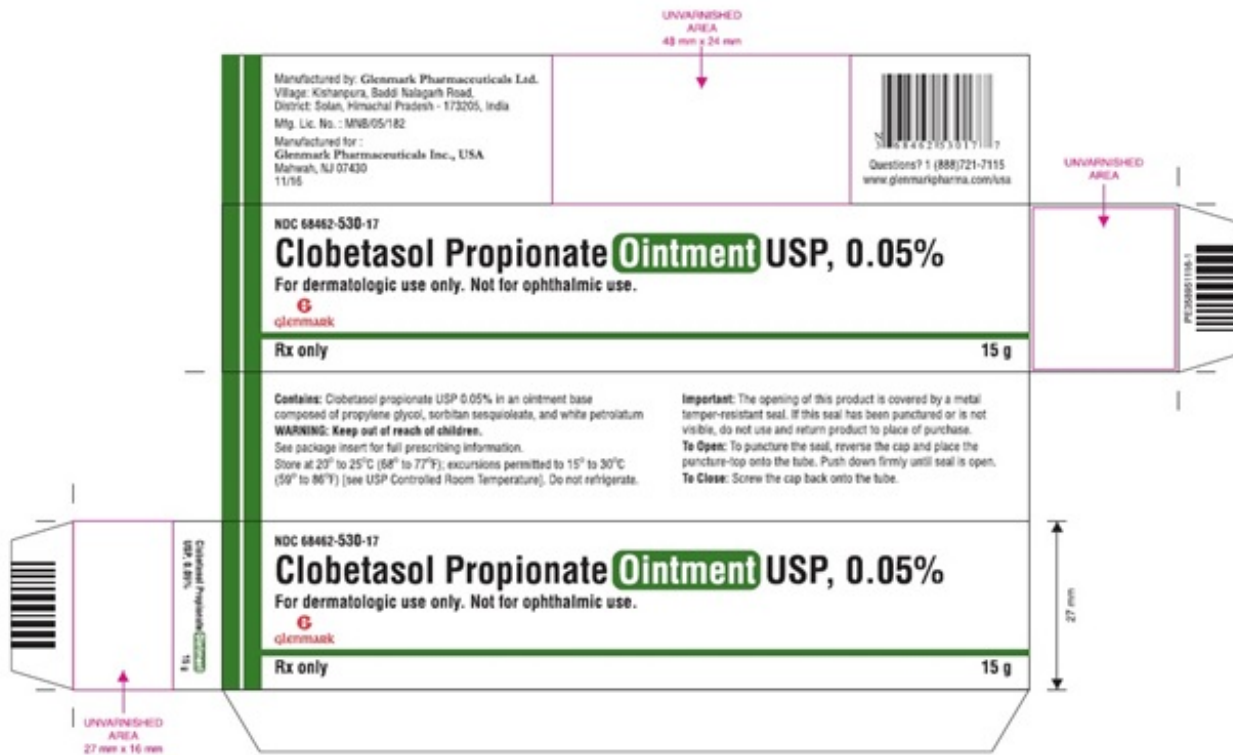 UNVARNISHED
AREA
48 mm x 24 mm
Manufactured by: Glenmark Pharmaceuticals Ltd.
Village: Kishanpura, Baddi Nalagarh Road,
District: Solan, Himachal Pradesh - 173205, India
Mfg. Lic. No. : MNB/05/182
Manufactured for :
Glenmark Pharmaceuticals Inc., USA
Mahwah, NJ 07430
11/16
3 68462 53017 7
Questions? 1 (888)721-7115
www.glenmarkpharma.com/usa
UNVARNISHED
AREA
NDC 68462-530-17
Clobetasol Propionate Ointment USP, 0.05%
For dermatologic use only. Not for ophthalmic use.
glenmark
Rx only 15 g
Contains: Clobetasol propionate USP 0.05% in an ointment base
composed of propylene glycol, sorbitan sesquioleate, and white petrolatum
WARNING: Keep out of reach of children.
See package insert for full prescribing information.
Store at 20° to 25°C (68° to 77°F); excursions permitted to 15° to 30°C
(59° to 86°F) [see USP Controlled Room Temperature]. Do not refrigerate.
Important: The opening of this product is covered by a metal
temper-resistant seal. If this seal has been punctured or is not
visible, do not use and return product to place of purchase.
To Open: To puncture the seal, reverse the cap and place the
puncture-top onto the tube. Push down firmly until seal is open.
To Close: Screw the cap back onto the tube.
NDC 68462-530-17
Clobetasol Propionate Ointment USP, 0.05%
For dermatologic use only. Not for ophthalmic use.
glenmark
Rx only 15 g
27 mm
Clobetasol Propionate Ointment
USP, 0.05%
15 g
UNVARNISHED
AREA
27 mm x 16 mm